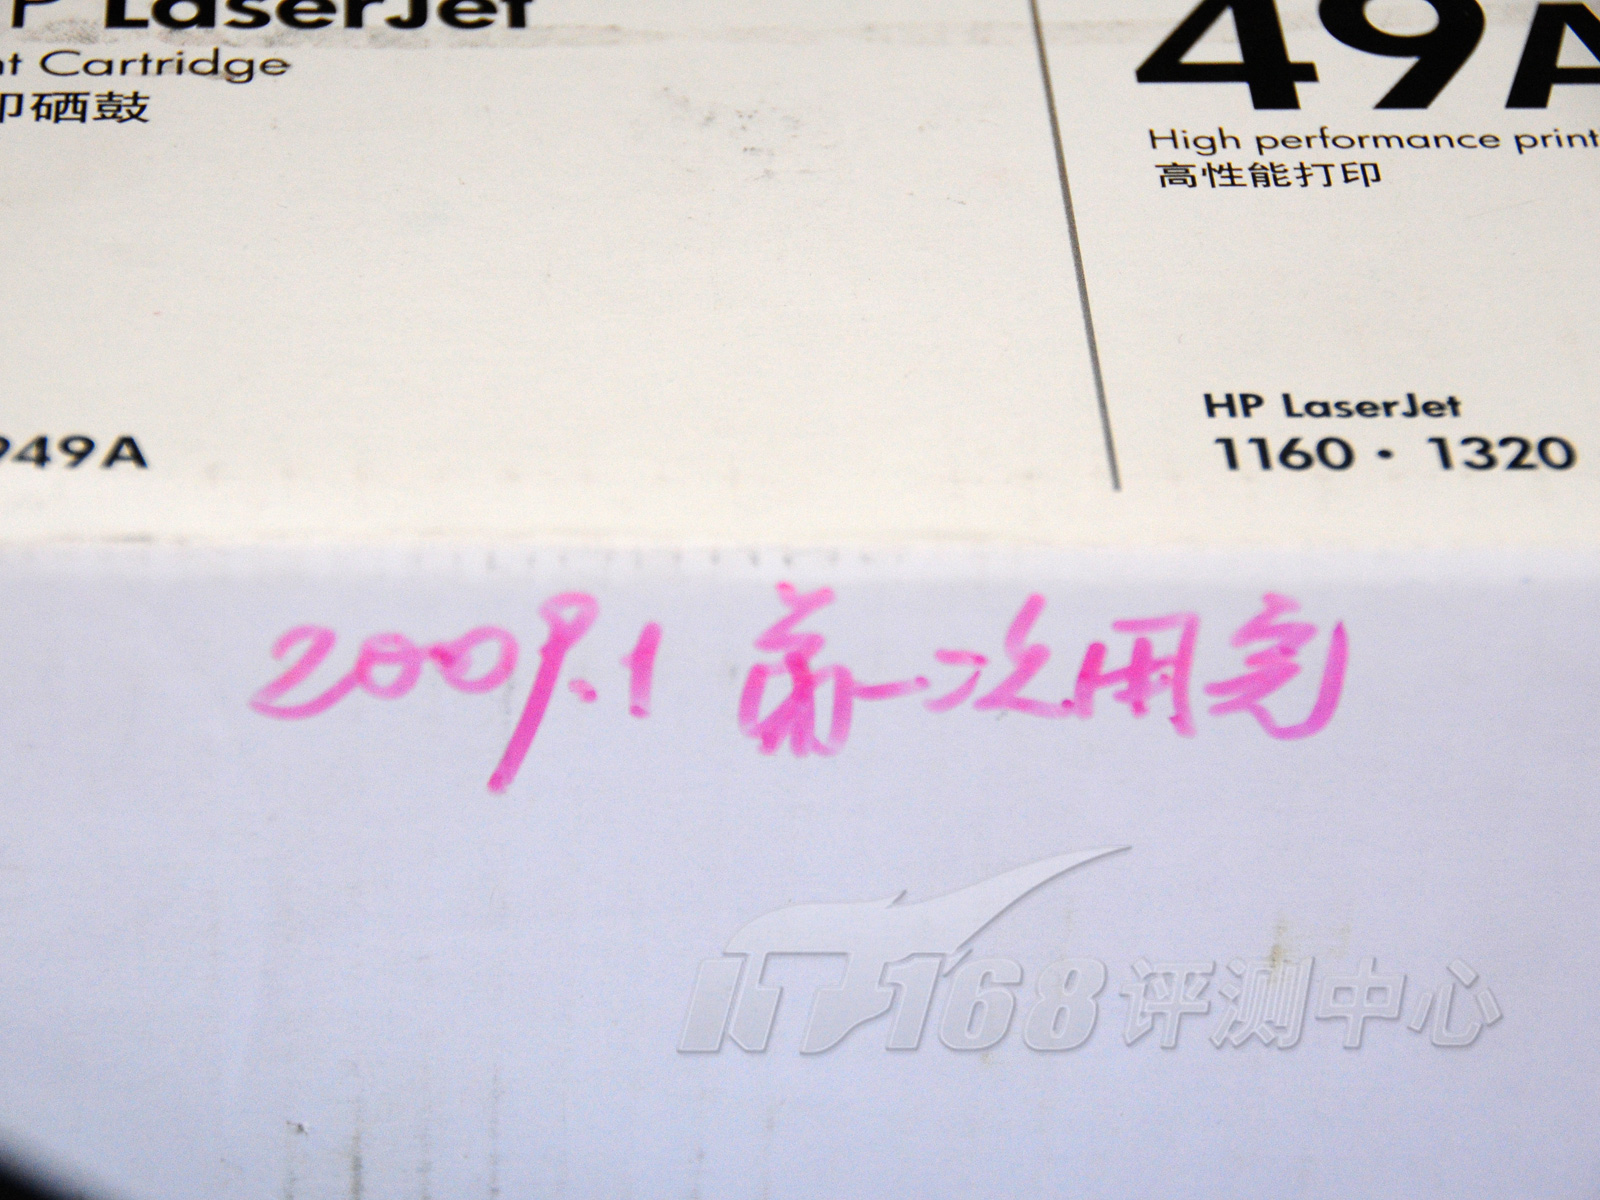 P LaserJet
nt Cartridge
印硒鼓
949A
49A
High performance print
高性能打印
HP LaserJet
1160 · 1320
2009.1 第一次用完
IT168评测中心